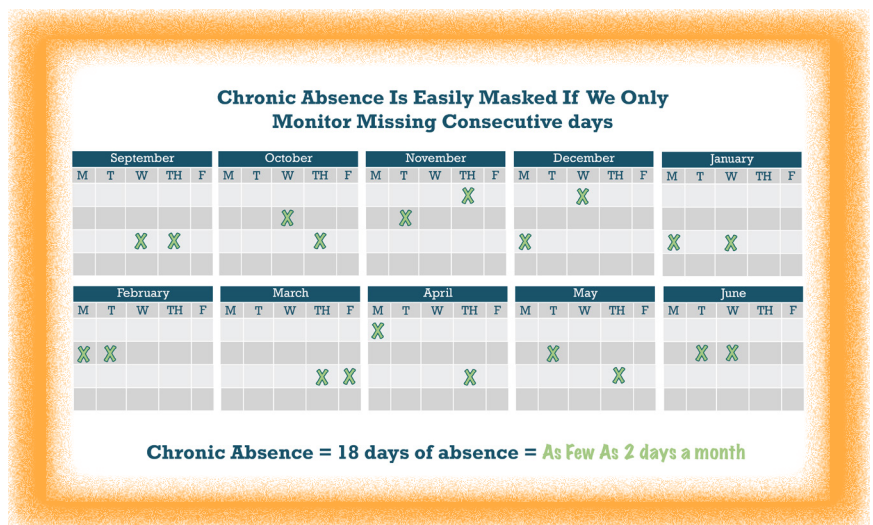 Chronic Absence Is Easily Masked If We Only
Monitor Missing Consecutive days
September October November December January
M T W TH F M T W TH F M T W TH F M T W TH F M T W TH F
X X
X X
X X X
X X X X X X
February March April May June
M T W TH F M T W TH F M T W TH F M T W TH F M T W TH F
X
X X X X X
X X X X
Chronic Absence = 18 days of absence = As Few As 2 days a month